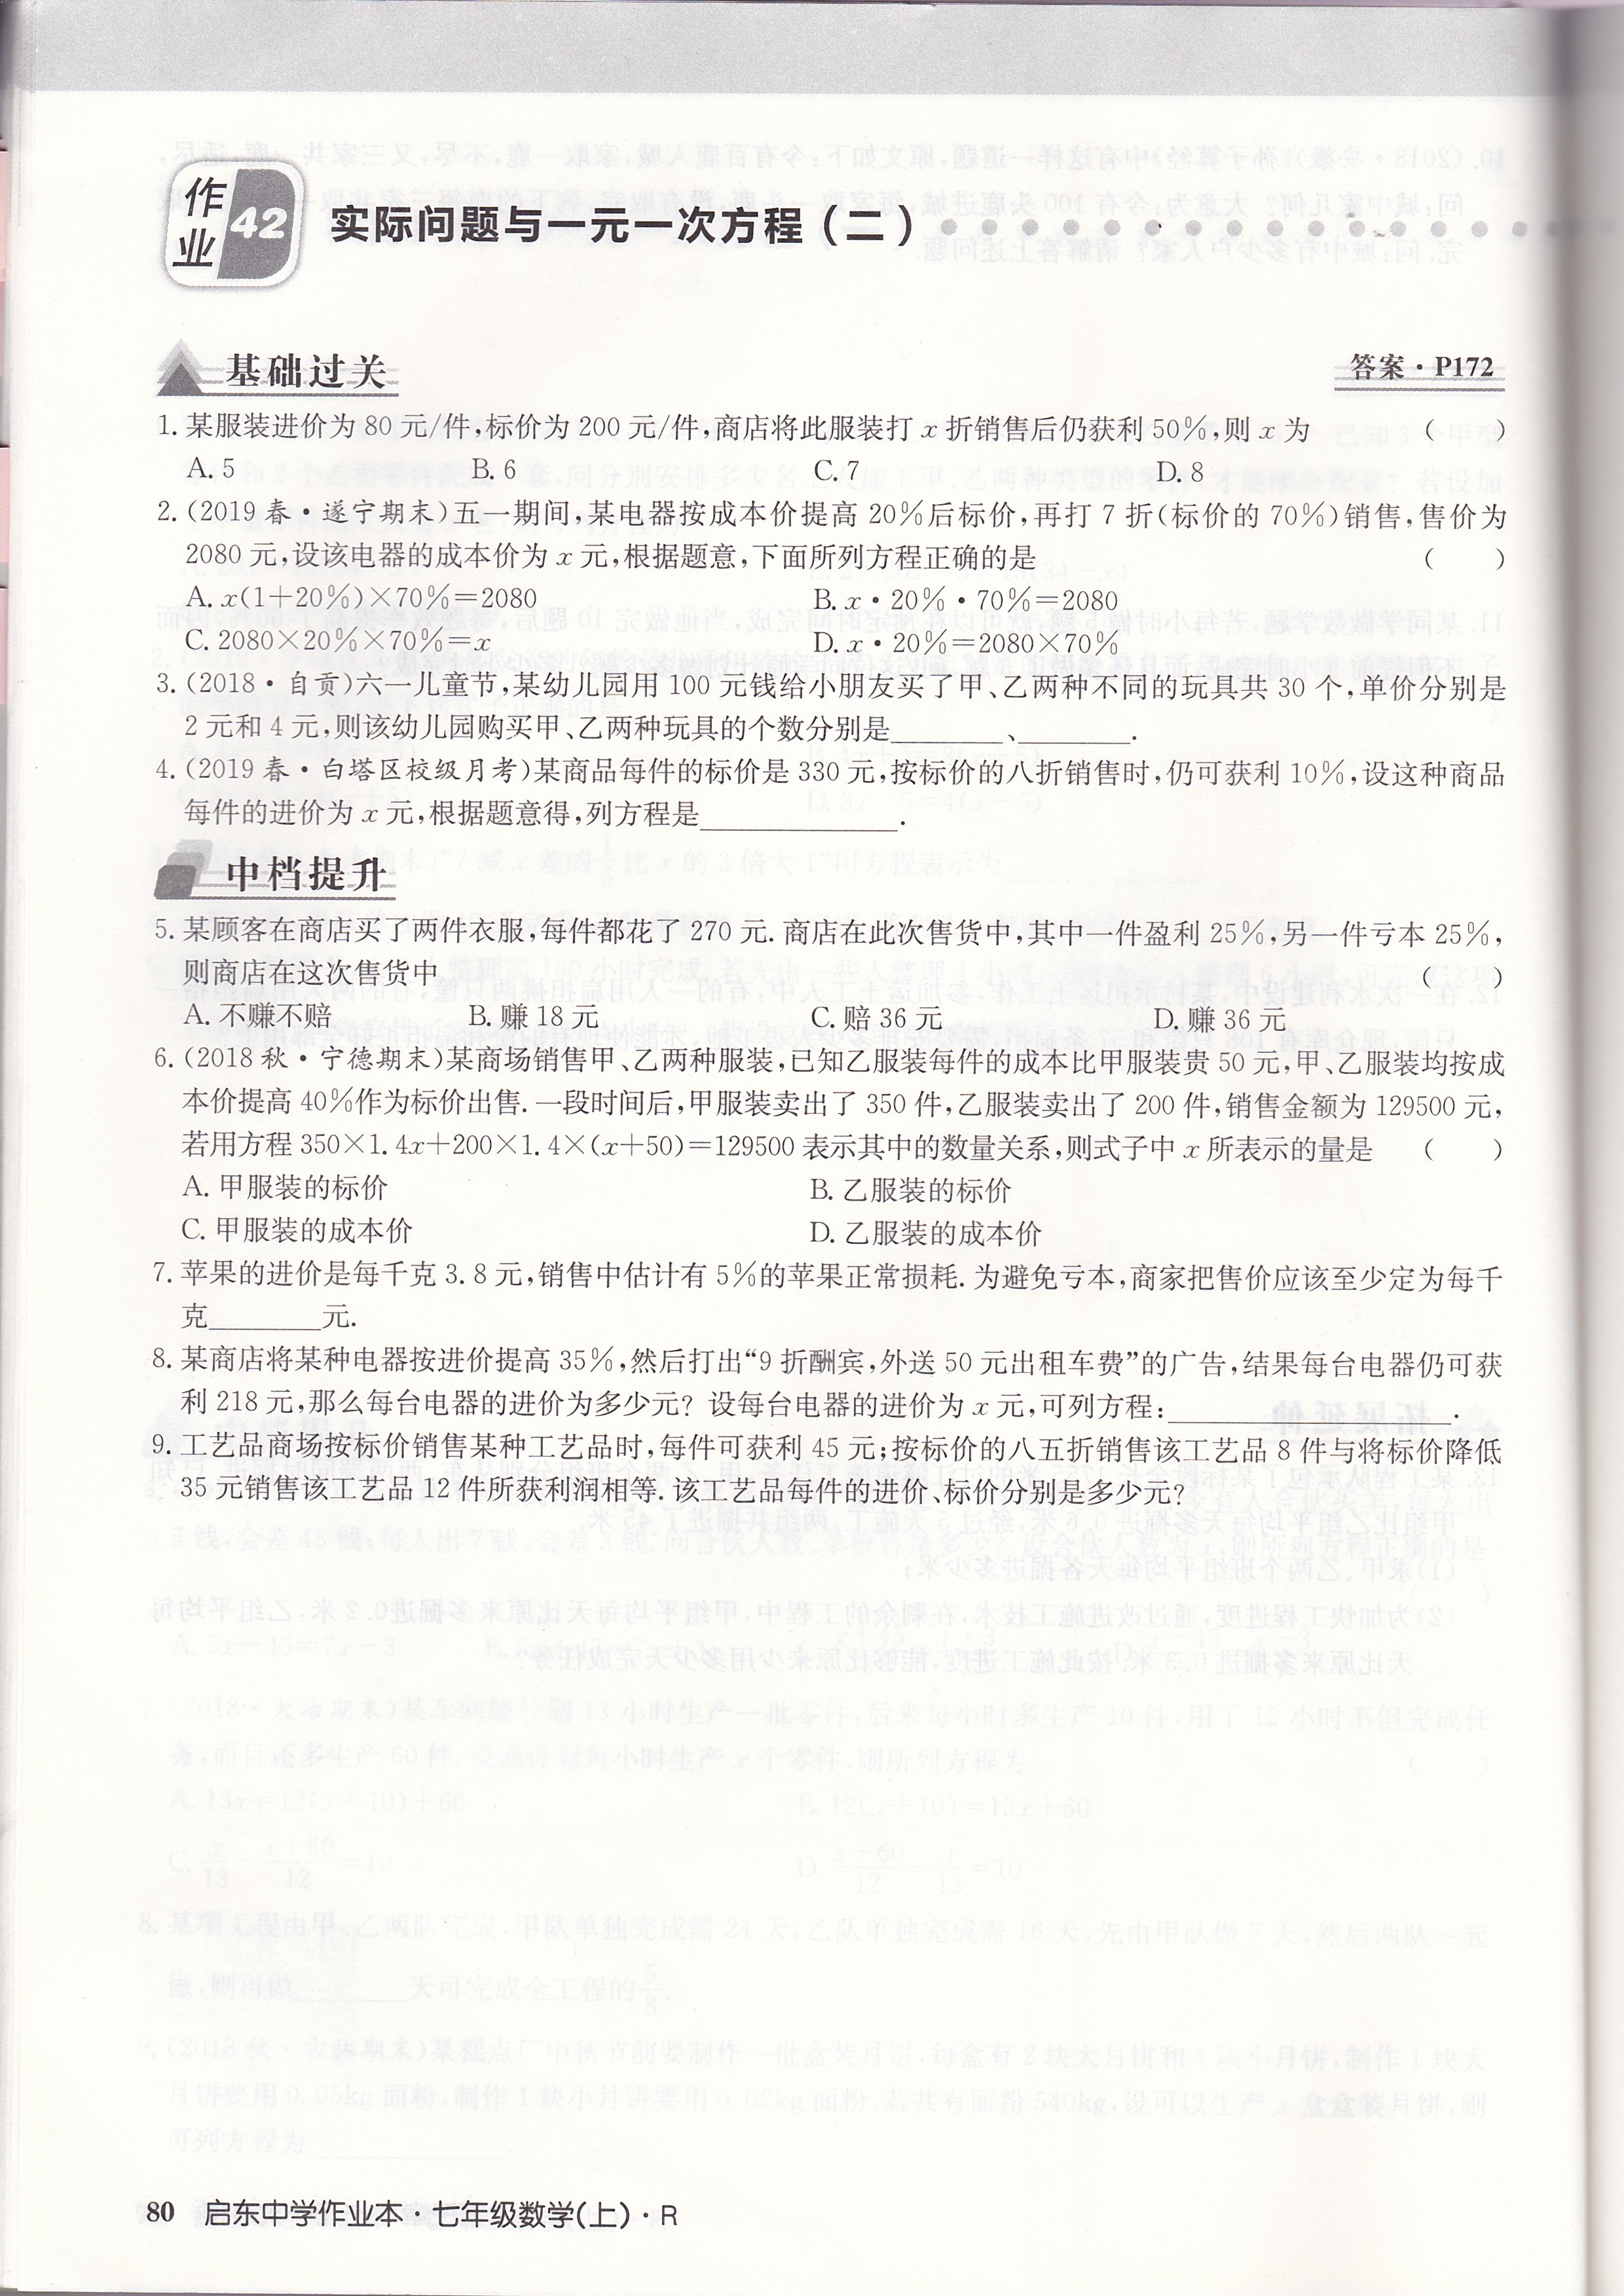 作业 42 实际问题与一元一次方程(二)
基础过关
答案·P172
1. 某服装进价为 80 元/件,标价为 200 元/件,商店将此服装打 x 折销售后仍获利 50%,则 x 为 ( )
A. 5 B. 6 C. 7 D. 8
2. (2019 春·遂宁期末)五一期间,某电器按成本价提高 20%后标价,再打 7 折(标价的 70%)销售,售价为
2080 元,设该电器的成本价为 x 元,根据题意,下面所列方程正确的是 ( )
A. x(1+20%)×70%=2080 B. x·20%·70%=2080
C. 2080×20%×70%=x D. x·20%=2080×70%
3. (2018·自贡)六一儿童节,某幼儿园用 100 元钱给小朋友买了甲、乙两种不同的玩具共 30 个,单价分别是
2 元和 4 元,则该幼儿园购买甲、乙两种玩具的个数分别是________、________.
4. (2019 春·白塔区校级月考)某商品每件的标价是 330 元,按标价的八折销售时,仍可获利 10%,设这种商品
每件的进价为 x 元,根据题意得,列方程是______________.
中档提升
5. 某顾客在商店买了两件衣服,每件都花了 270 元. 商店在此次售货中,其中一件盈利 25%,另一件亏本 25%,
则商店在这次售货中 ( )
A. 不赚不赔 B. 赚 18 元 C. 赔 36 元 D. 赚 36 元
6. (2018 秋·宁德期末)某商场销售甲、乙两种服装,已知乙服装每件的成本比甲服装贵 50 元,甲、乙服装均按成
本价提高 40%作为标价出售. 一段时间后,甲服装卖出了 350 件,乙服装卖出了 200 件,销售金额为 129500 元,
若用方程 350×1.4x+200×1.4×(x+50)=129500 表示其中的数量关系,则式子中 x 所表示的量是 ( )
A. 甲服装的标价 B. 乙服装的标价
C. 甲服装的成本价 D. 乙服装的成本价
7. 苹果的进价是每千克 3.8 元,销售中估计有 5%的苹果正常损耗. 为避免亏本,商家把售价应该至少定为每千
克________元.
8. 某商店将某种电器按进价提高 35%,然后打出“9 折酬宾,外送 50 元出租车费”的广告,结果每台电器仍可获
利 218 元,那么每台电器的进价为多少元? 设每台电器的进价为 x 元,可列方程:____________________.
9. 工艺品商场按标价销售某种工艺品时,每件可获利 45 元;按标价的八五折销售该工艺品 8 件与将标价降低
35 元销售该工艺品 12 件所获利润相等. 该工艺品每件的进价、标价分别是多少元?
80 启东中学作业本·七年级数学(上)·R